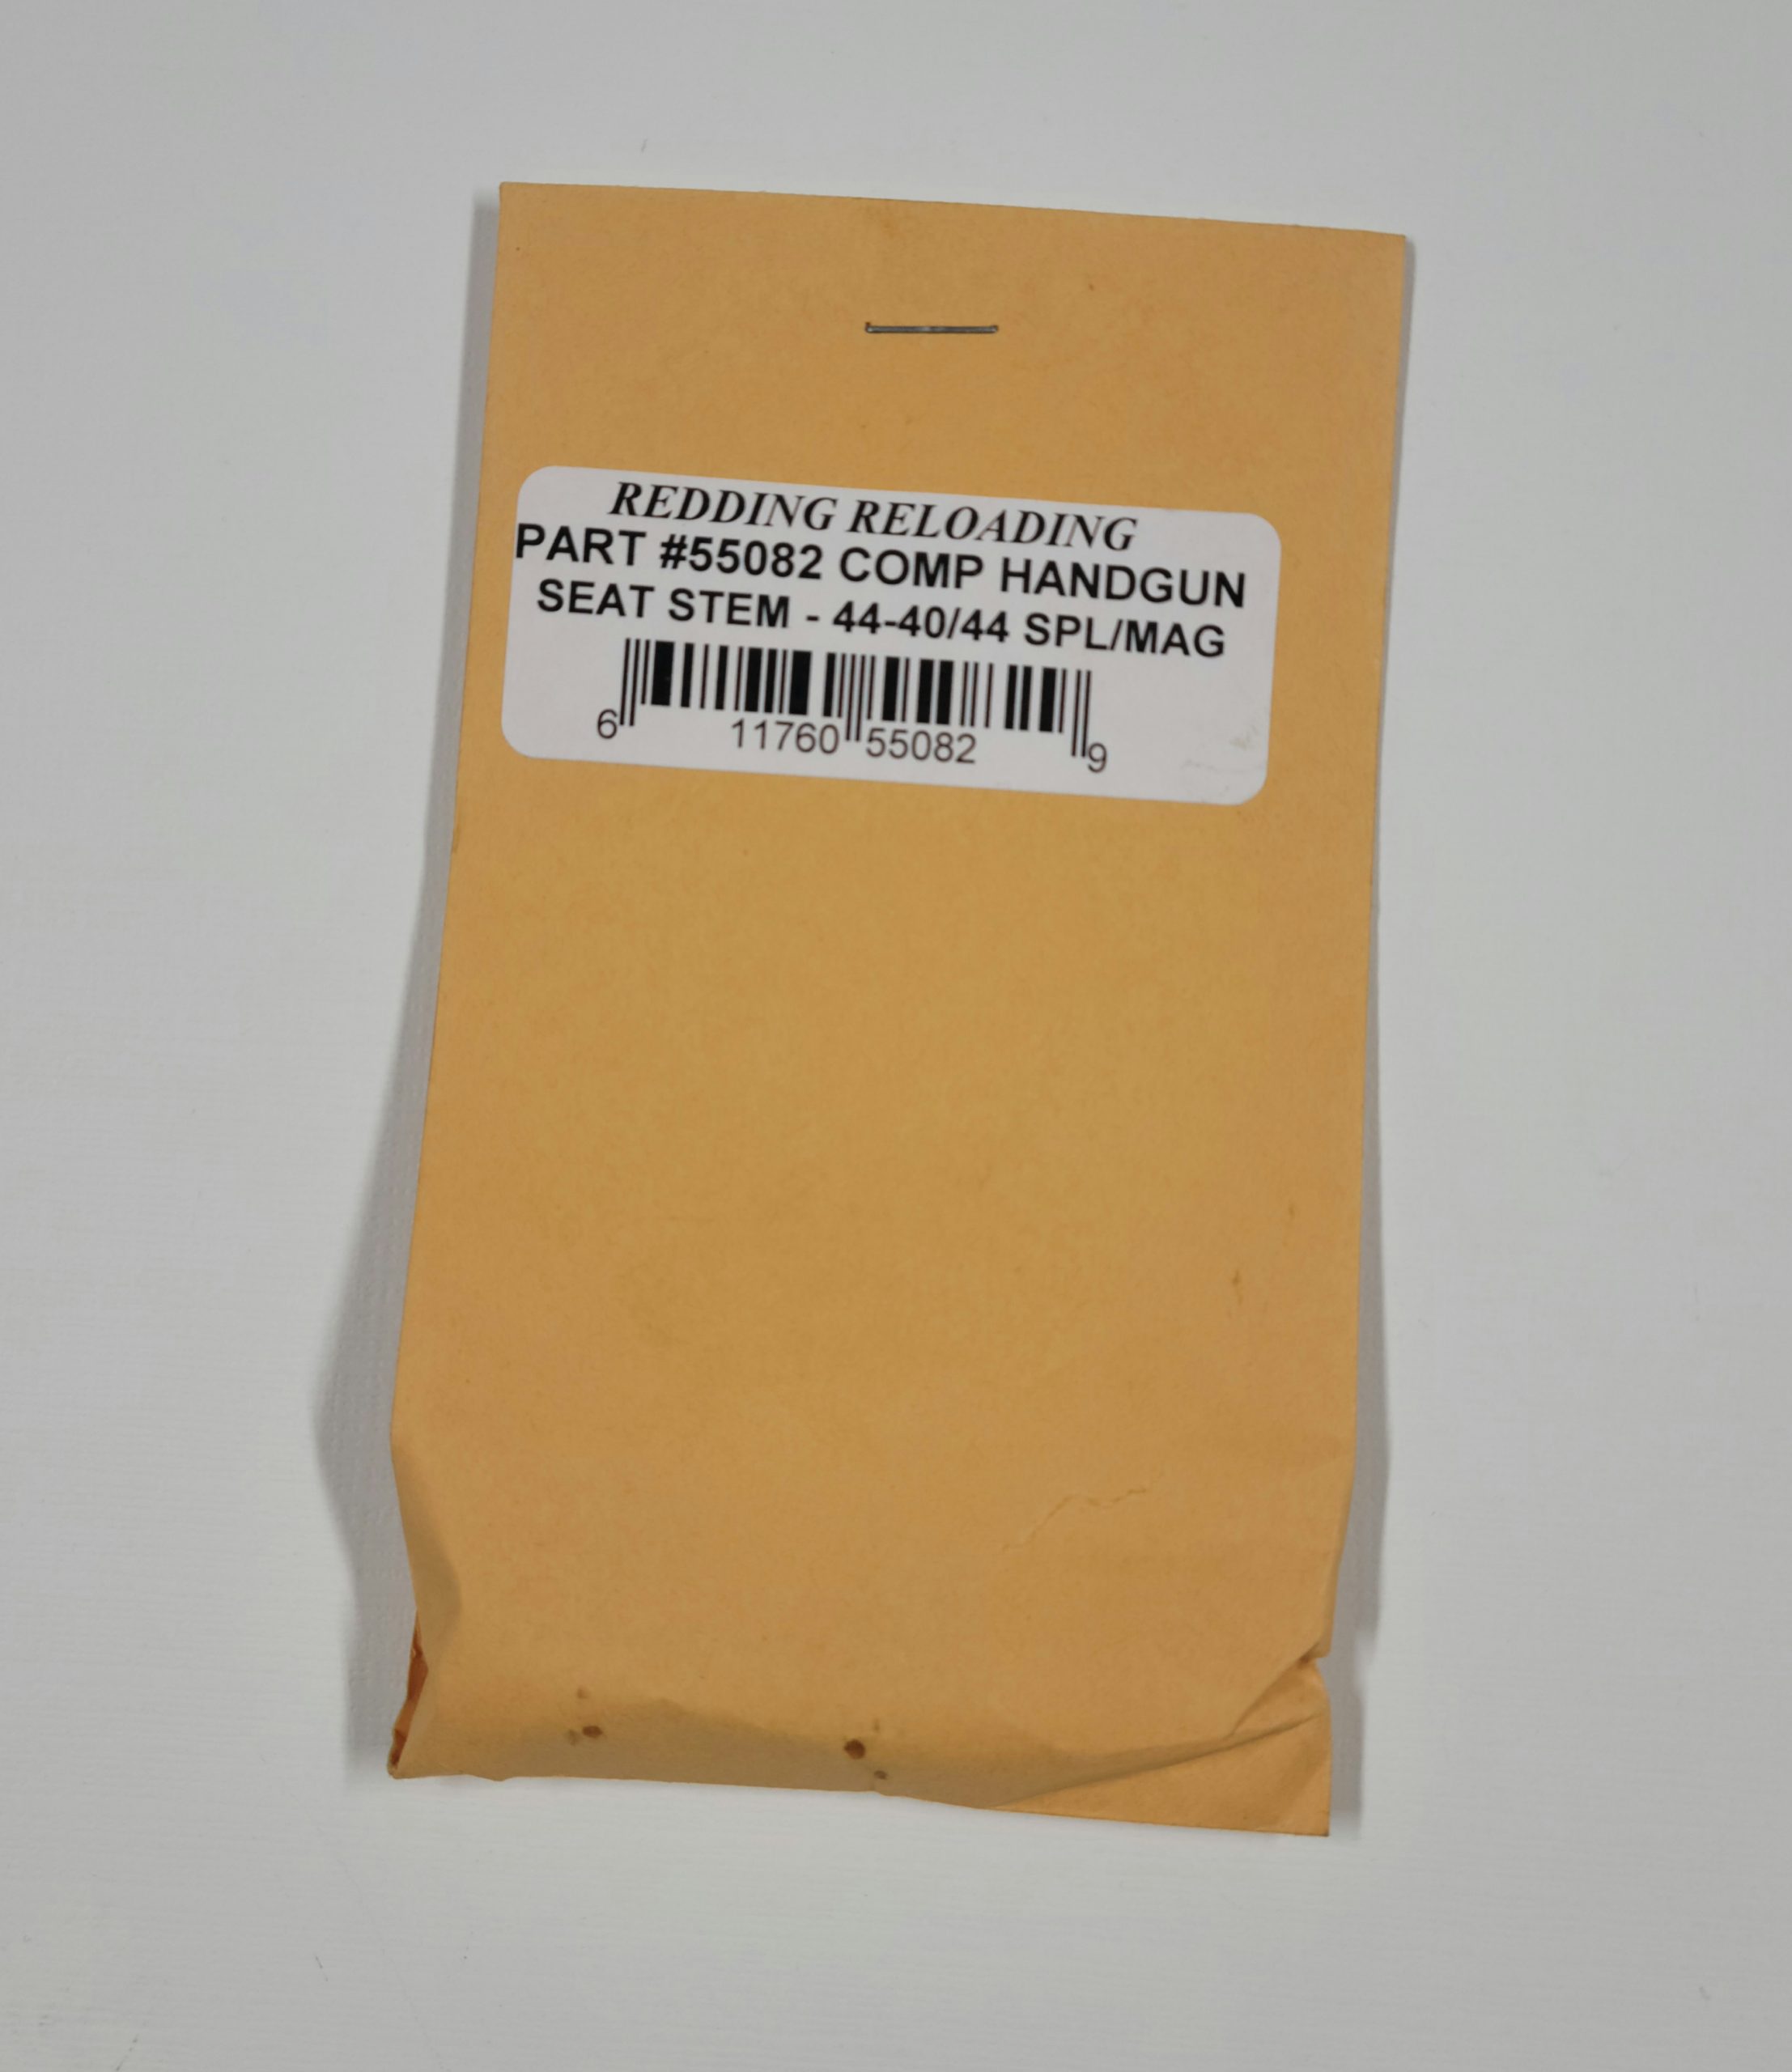 REDDING RELOADING
PART #55082 COMP HANDGUN
SEAT STEM - 44-40/44 SPL/MAG
6 11760 55082 9